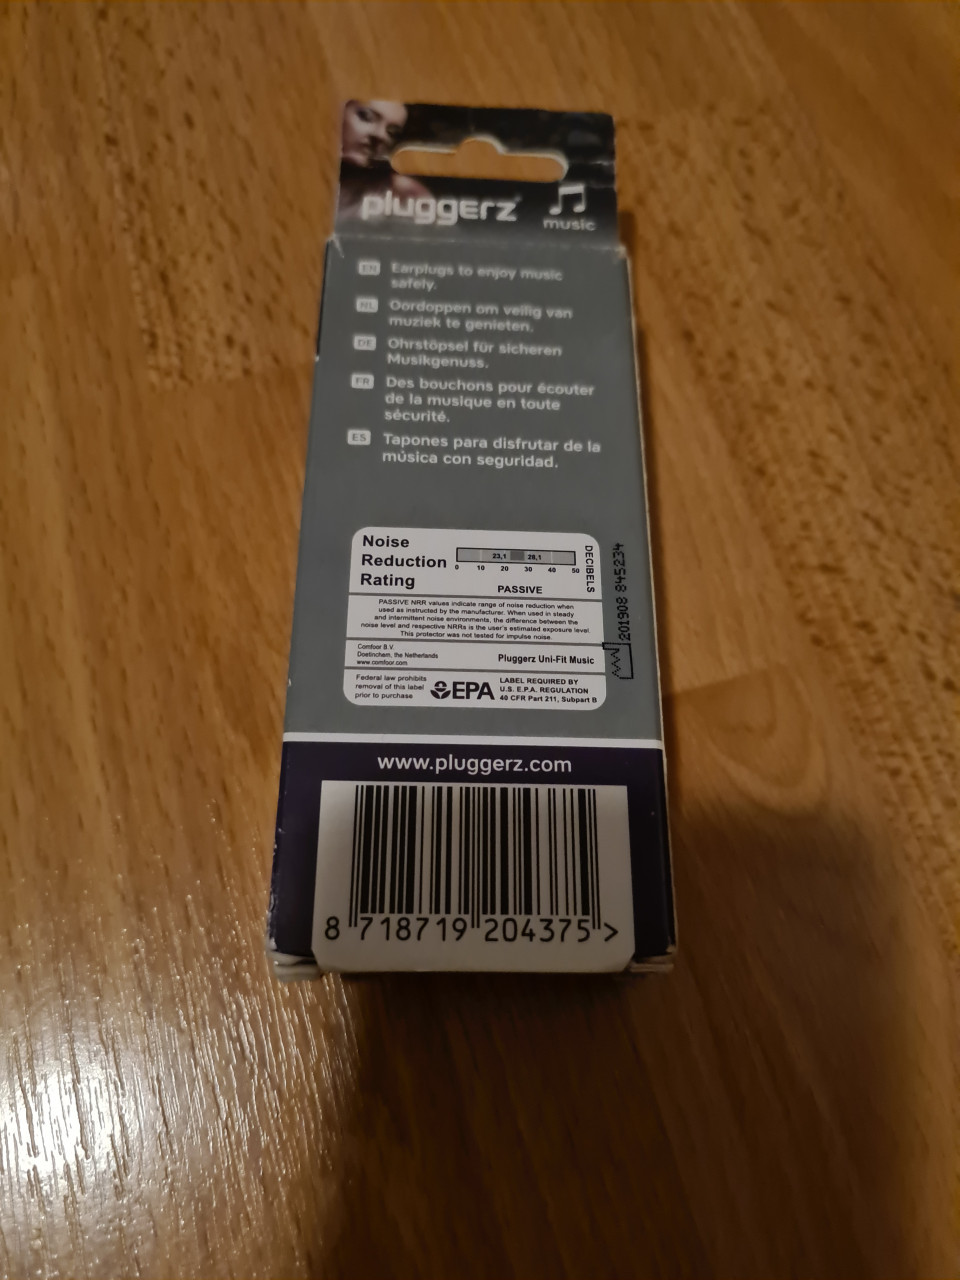 pluggerz
music
EN Earplugs to enjoy music
safely.
NL Oordoppen om veilig van
muziek te genieten.
DE Ohrstöpsel für sicheren
Musikgenuss.
FR Des bouchons pour écouter
de la musique en toute
sécurité.
ES Tapones para disfrutar de la
música con seguridad.
Noise
Reduction
Rating
23,1 28,1
0 10 20 30 40 50
DECIBELS
PASSIVE
PASSIVE NRR values indicate range of noise reduction when
used as instructed by the manufacturer. When used in steady
and intermittent noise environments, the difference between the
noise level and respective NRRs is the user's estimated exposure level.
This protector was not tested for impulse noise.
Comfoor B.V.
Doetinchem, the Netherlands
www.comfoor.com
Pluggerz Uni-Fit Music
Federal law prohibits
removal of this label
prior to purchase
EPA
LABEL REQUIRED BY
U.S. E.P.A. REGULATION
40 CFR Part 211, Subpart B
201908 845234
www.pluggerz.com
8 718719 204375 >